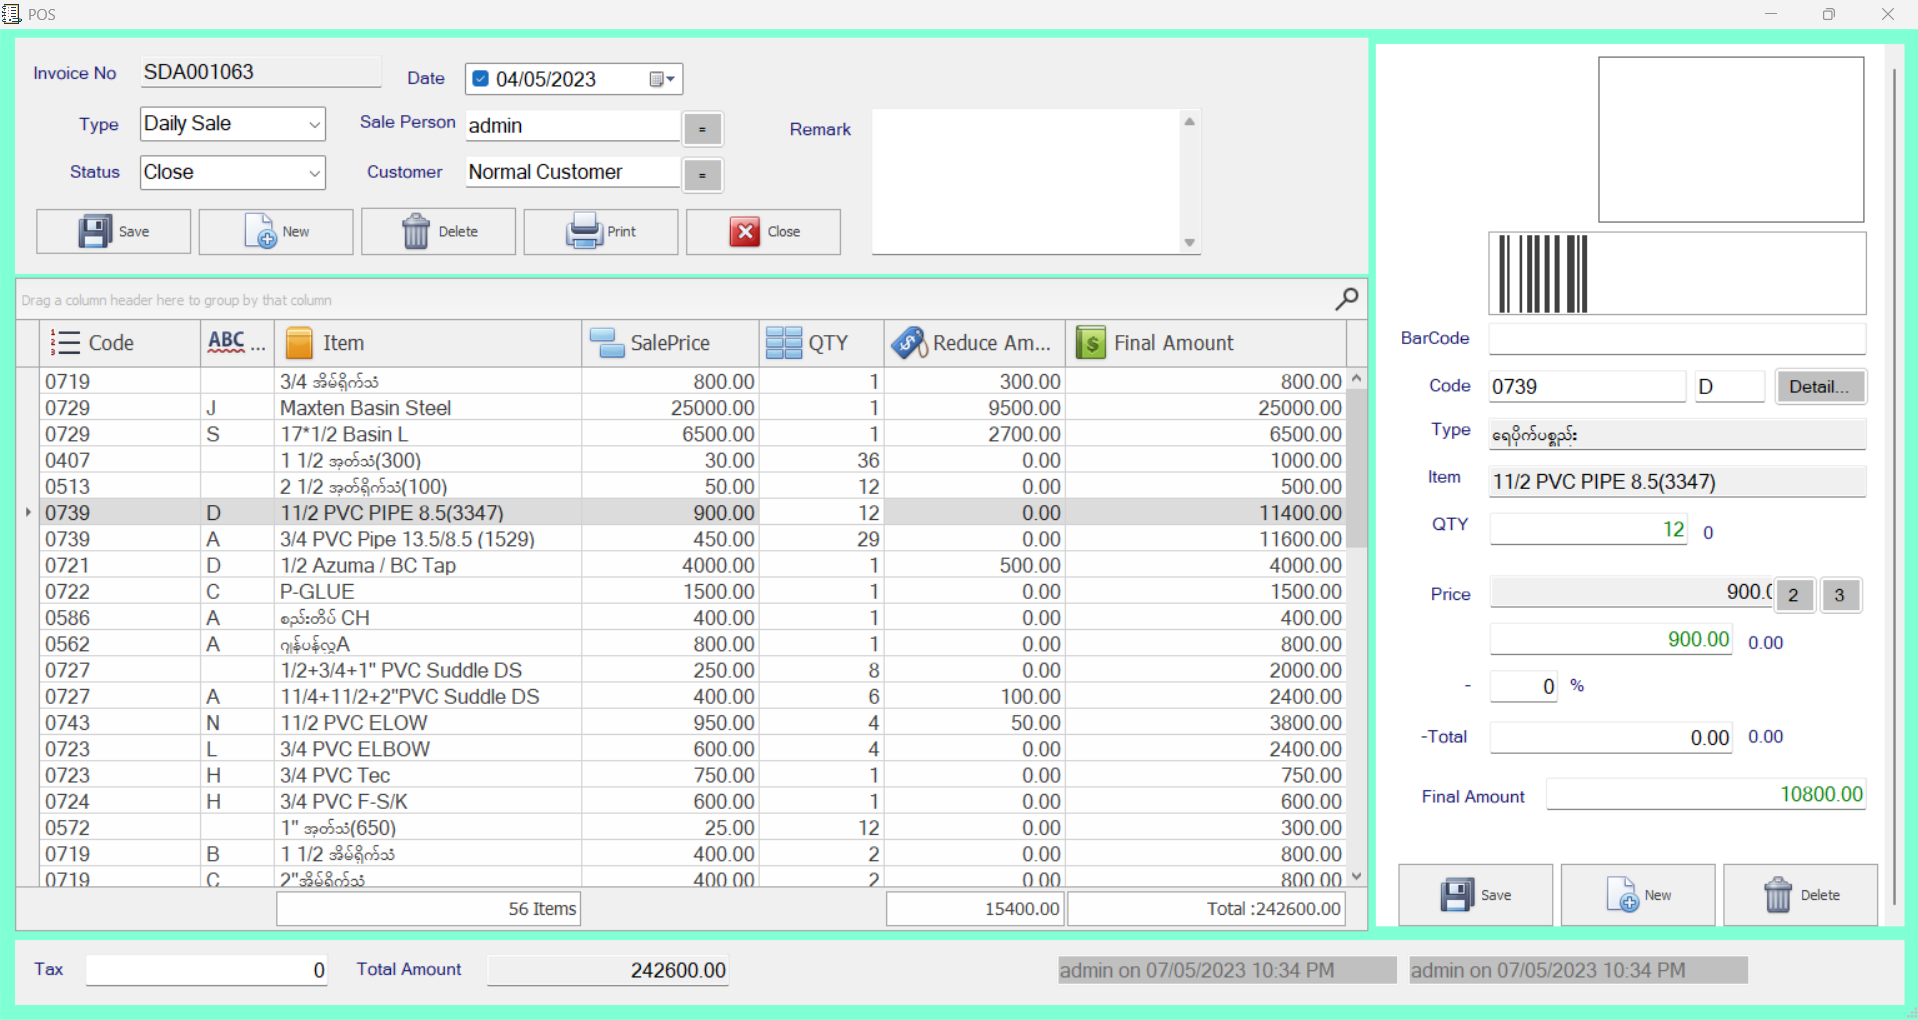 POS
Invoice No SDA001063 Date 04/05/2023
Type Daily Sale Sale Person admin = Remark
Status Close Customer Normal Customer =
Save New Delete Print Close
Drag a column header here to group by that column
Code ABC ... Item SalePrice QTY Reduce Am... Final Amount
0719 3/4 အိမ်ရိုက်သံ 800.00 1 300.00 800.00
0729 J Maxten Basin Steel 25000.00 1 9500.00 25000.00
0729 S 17*1/2 Basin L 6500.00 1 2700.00 6500.00
0407 1 1/2 အုတ်သံ(300) 30.00 36 0.00 1000.00
0513 2 1/2 အုတ်ရိုက်သံ(100) 50.00 12 0.00 500.00
0739 D 11/2 PVC PIPE 8.5(3347) 900.00 12 0.00 11400.00
0739 A 3/4 PVC Pipe 13.5/8.5 (1529) 450.00 29 0.00 11600.00
0721 D 1/2 Azuma / BC Tap 4000.00 1 500.00 4000.00
0722 C P-GLUE 1500.00 1 0.00 1500.00
0586 A စည်းတိပ် CH 400.00 1 0.00 400.00
0562 A ဂျန်ပန်လွှA 800.00 1 0.00 800.00
0727 1/2+3/4+1" PVC Suddle DS 250.00 8 0.00 2000.00
0727 A 11/4+11/2+2"PVC Suddle DS 400.00 6 100.00 2400.00
0743 N 11/2 PVC ELOW 950.00 4 50.00 3800.00
0723 L 3/4 PVC ELBOW 600.00 4 0.00 2400.00
0723 H 3/4 PVC Tec 750.00 1 0.00 750.00
0724 H 3/4 PVC F-S/K 600.00 1 0.00 600.00
0572 1" အုတ်သံ(650) 25.00 12 0.00 300.00
0719 B 1 1/2 အိမ်ရိုက်သံ 400.00 2 0.00 800.00
0719 C 2"အိမ်ရိုက်သံ 400.00 2 0.00 800.00
56 Items 15400.00 Total :242600.00
Tax 0 Total Amount 242600.00 admin on 07/05/2023 10:34 PM admin on 07/05/2023 10:34 PM
BarCode
Code 0739 D Detail...
Type ရေပိုက်ပစ္စည်း
Item 11/2 PVC PIPE 8.5(3347)
QTY 12 0
Price 900.0 2 3
900.00 0.00
- 0 %
-Total 0.00 0.00
Final Amount 10800.00
Save New Delete